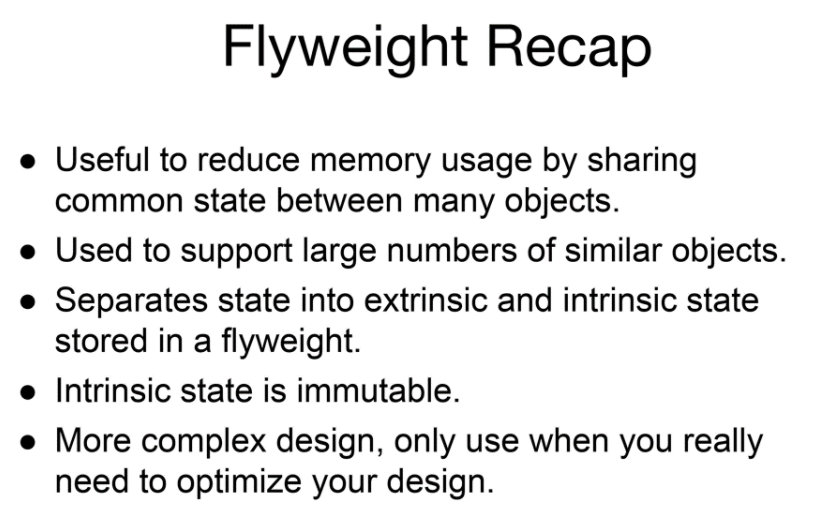 Flyweight Recap
● Useful to reduce memory usage by sharing
common state between many objects.
● Used to support large numbers of similar objects.
● Separates state into extrinsic and intrinsic state
stored in a flyweight.
● Intrinsic state is immutable.
● More complex design, only use when you really
need to optimize your design.